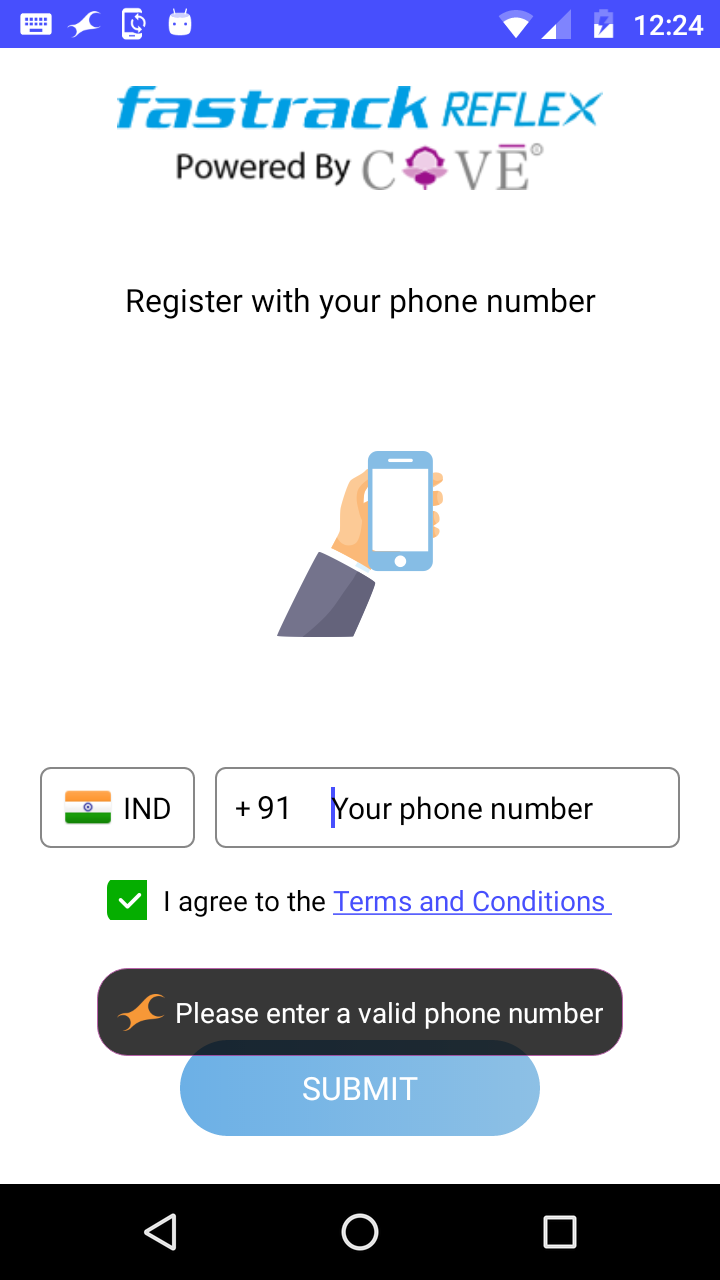 12:24
fastrack REFLEX
Powered By COVĒ®
Register with your phone number
IND
+ 91 Your phone number
I agree to the Terms and Conditions
Please enter a valid phone number
SUBMIT